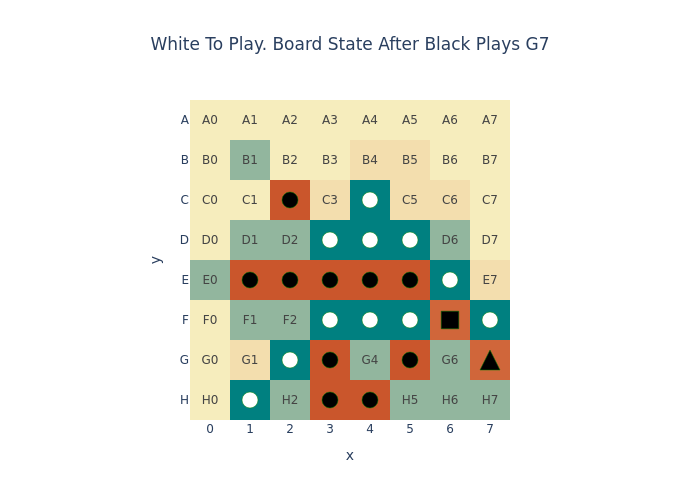 White To Play. Board State After Black Plays G7
A A0 A1 A2 A3 A4 A5 A6 A7
B B0 B1 B2 B3 B4 B5 B6 B7
C C0 C1 C3 C5 C6 C7
D D0 D1 D2 D6 D7
E E0 E7
F F0 F1 F2
G G0 G1 G4 G6
H H0 H2 H5 H6 H7
0 1 2 3 4 5 6 7
x
y